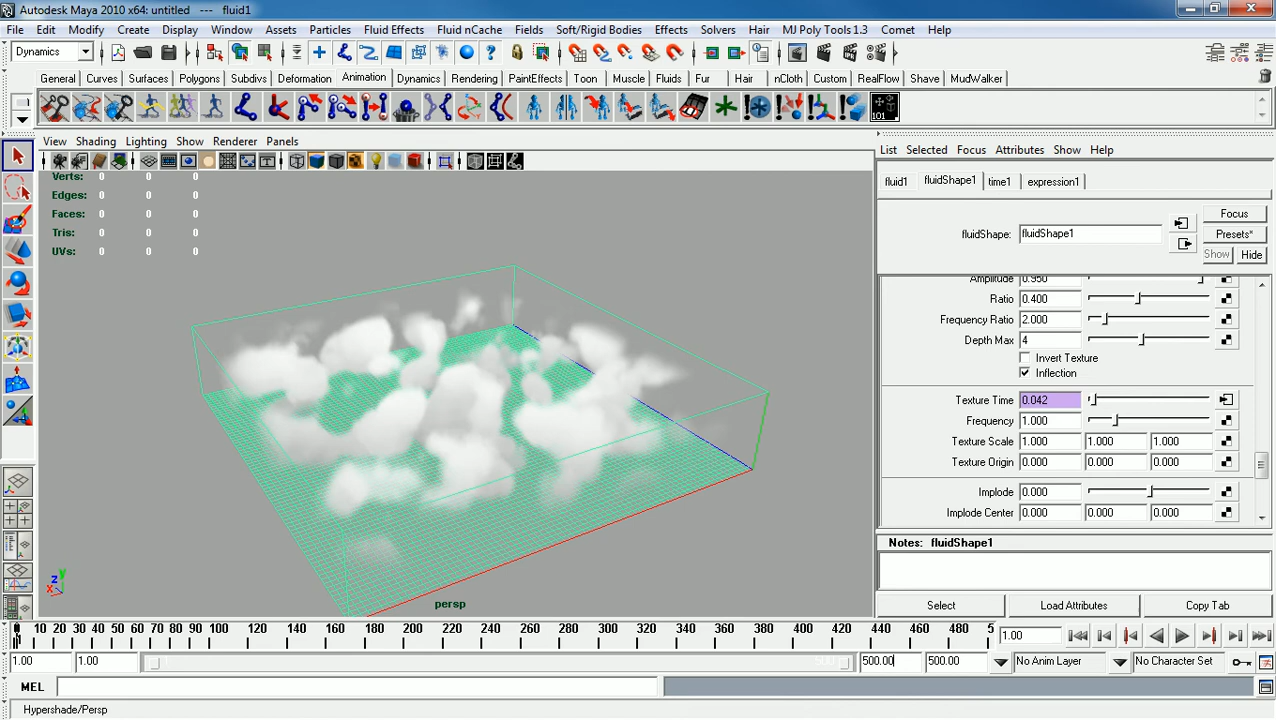 Autodesk Maya 2010 x64: untitled --- fluid1
File Edit Modify Create Display Window Assets Particles Fluid Effects Fluid nCache Fields Soft/Rigid Bodies Effects Solvers Hair MJ Poly Tools 1.3 Comet Help
Dynamics
General Curves Surfaces Polygons Subdivs Deformation Animation Dynamics Rendering PaintEffects Toon Muscle Fluids Fur Hair nCloth Custom RealFlow Shave MudWalker
101
View Shading Lighting Show Renderer Panels
List Selected Focus Attributes Show Help
Verts: 0 0 0
Edges: 0 0 0
Faces: 0 0 0
Tris: 0 0 0
UVs: 0 0 0
fluid1 fluidShape1 time1 expression1
Focus
fluidShape: fluidShape1
Presets*
Show Hide
Amplitude 0.950
Ratio 0.400
Frequency Ratio 2.000
Depth Max 4
Invert Texture
Inflection
Texture Time 0.042
Frequency 1.000
Texture Scale 1.000 1.000 1.000
Texture Origin 0.000 0.000 0.000
Implode 0.000
Implode Center 0.000 0.000 0.000
Notes: fluidShape1
z y
x
persp
Select Load Attributes Copy Tab
10 20 30 40 50 60 70 80 90 100 120 140 160 180 200 220 240 260 280 300 320 340 360 380 400 420 440 460 480 5
1.00
1.00 1.00 500.00 500.00 No Anim Layer No Character Set
MEL
Hypershade/Persp